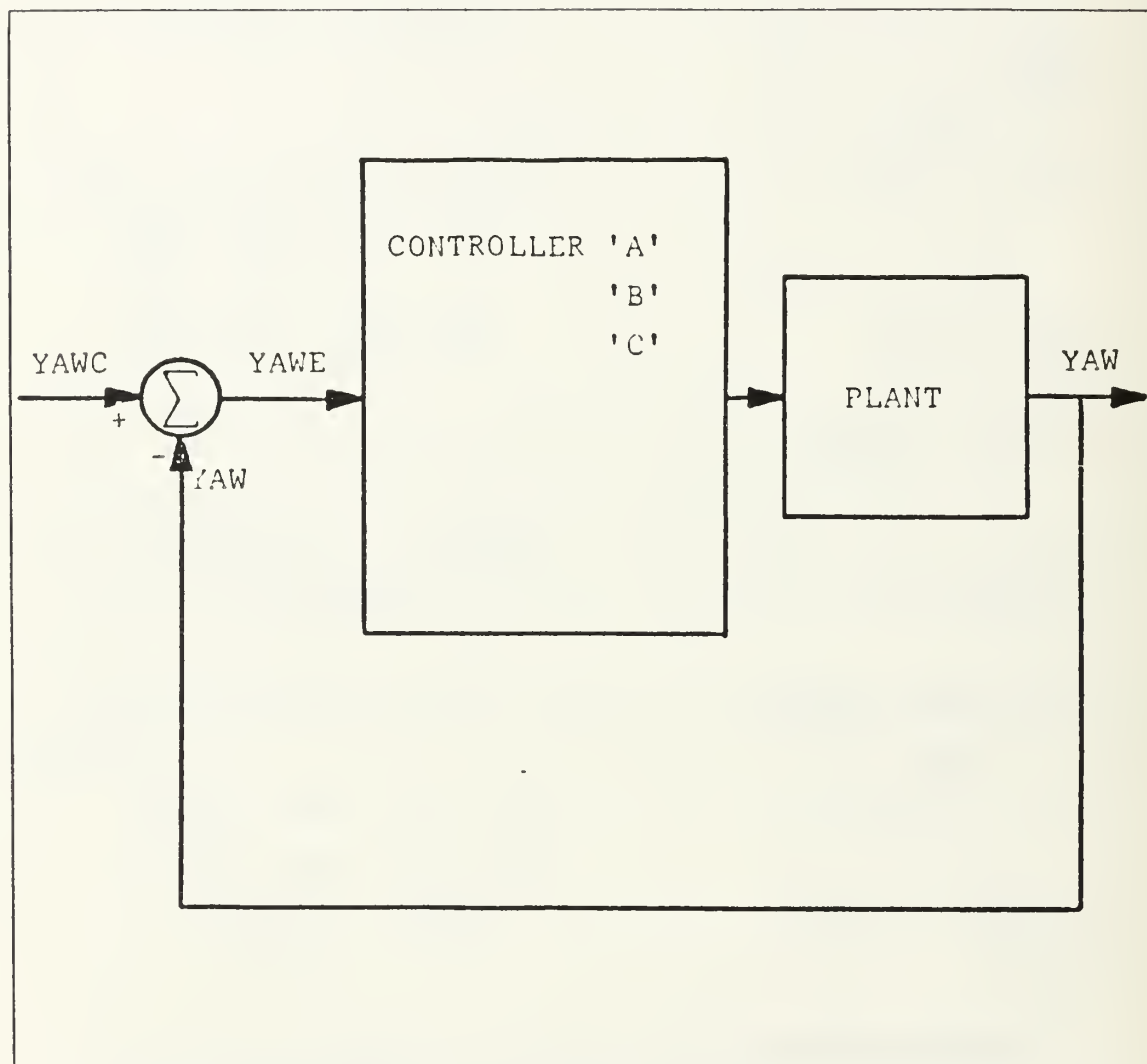 CONTROLLER 'A'
'B'
'C'
YAWC
+
Σ
-
YAW
YAWE
PLANT
YAW